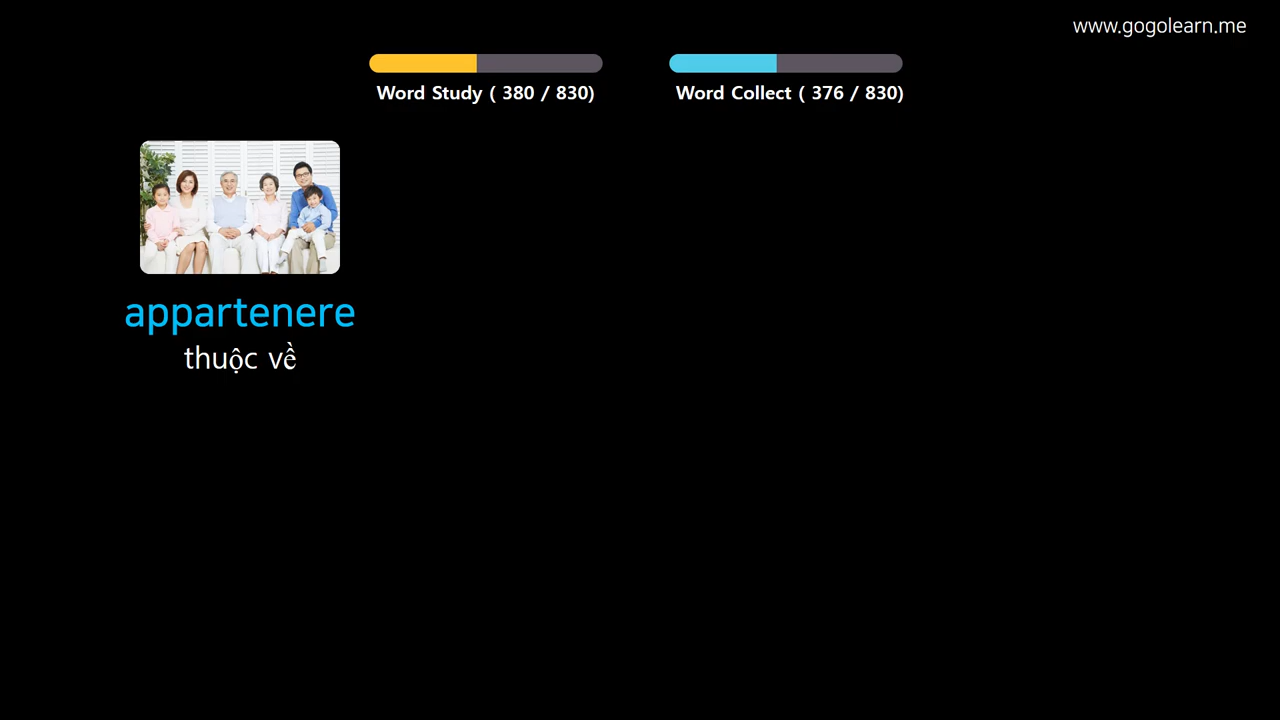 www.gogolearn.me
Word Study ( 380 / 830)
Word Collect ( 376 / 830)
appartenere
thuộc về